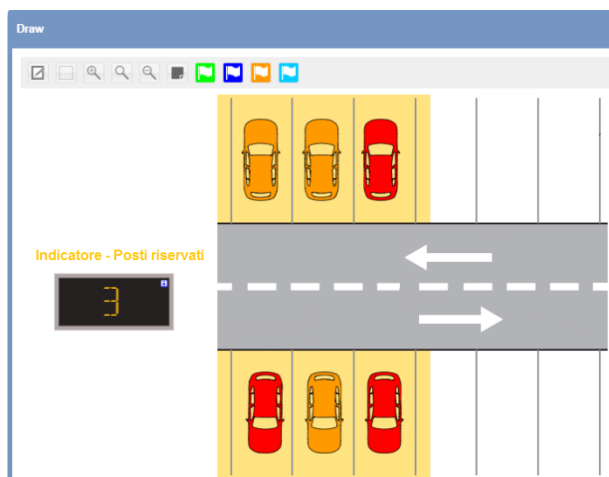 Draw
Indicatore - Posti riservati
3